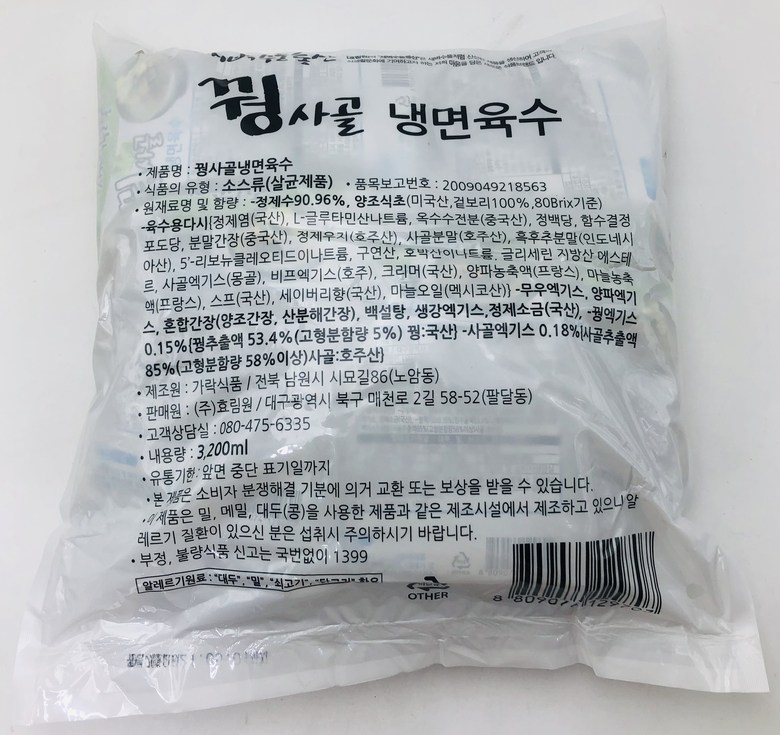 꿩사골 냉면육수
• 제품명 : 꿩사골냉면육수
• 식품의 유형 : 소스류(살균제품) • 품목보고번호 : 2009049218563
• 원재료명 및 함량 : -정제수90.96%, 양조식초(미국산,겉보리100%,80Brix기준)
-육수용다시{정제염(국산), L-글루타민산나트륨, 옥수수전분(중국산), 정백당, 함수결정
포도당, 분말간장(중국산), 정제우지(호주산), 사골분말(호주산), 흑후추분말(인도네시
아산), 5'-리보뉴클레오티드이나트륨, 구연산, 호박산이나트륨, 글리세린 지방산 에스테
르, 사골엑기스(몽골), 비프엑기스(호주), 크리머(국산), 양파농축액(프랑스), 마늘농축
액(프랑스), 스프(국산), 세이버리향(국산), 마늘오일(멕시코산)} -무우엑기스, 양파엑기
스, 혼합간장(양조간장, 산분해간장), 백설탕, 생강엑기스,정제소금(국산), -꿩엑기스
0.15%{꿩추출액 53.4%(고형분함량 5%) 꿩:국산} -사골엑기스 0.18%{사골추출액
85%(고형분함량 58%이상)사골:호주산}
• 제조원 : 가락식품 / 전북 남원시 시묘길86(노암동)
• 판매원 : (주)효림원 / 대구광역시 북구 매천로 2길 58-52(팔달동)
• 고객상담실 : 080-475-6335
• 내용량 : 3,200ml
• 유통기한: 앞면 중단 표기일까지
• 본 제품은 소비자 분쟁해결 기분에 의거 교환 또는 보상을 받을 수 있습니다.
제품은 밀, 메밀, 대두(콩)을 사용한 제품과 같은 제조시설에서 제조하고 있으니 알
레르기 질환이 있으신 분은 섭취시 주의하시기 바랍니다.
• 부정, 불량식품 신고는 국번없이 1399
알레르기원료 : "대두", "밀", "쇠고기",
OTHER